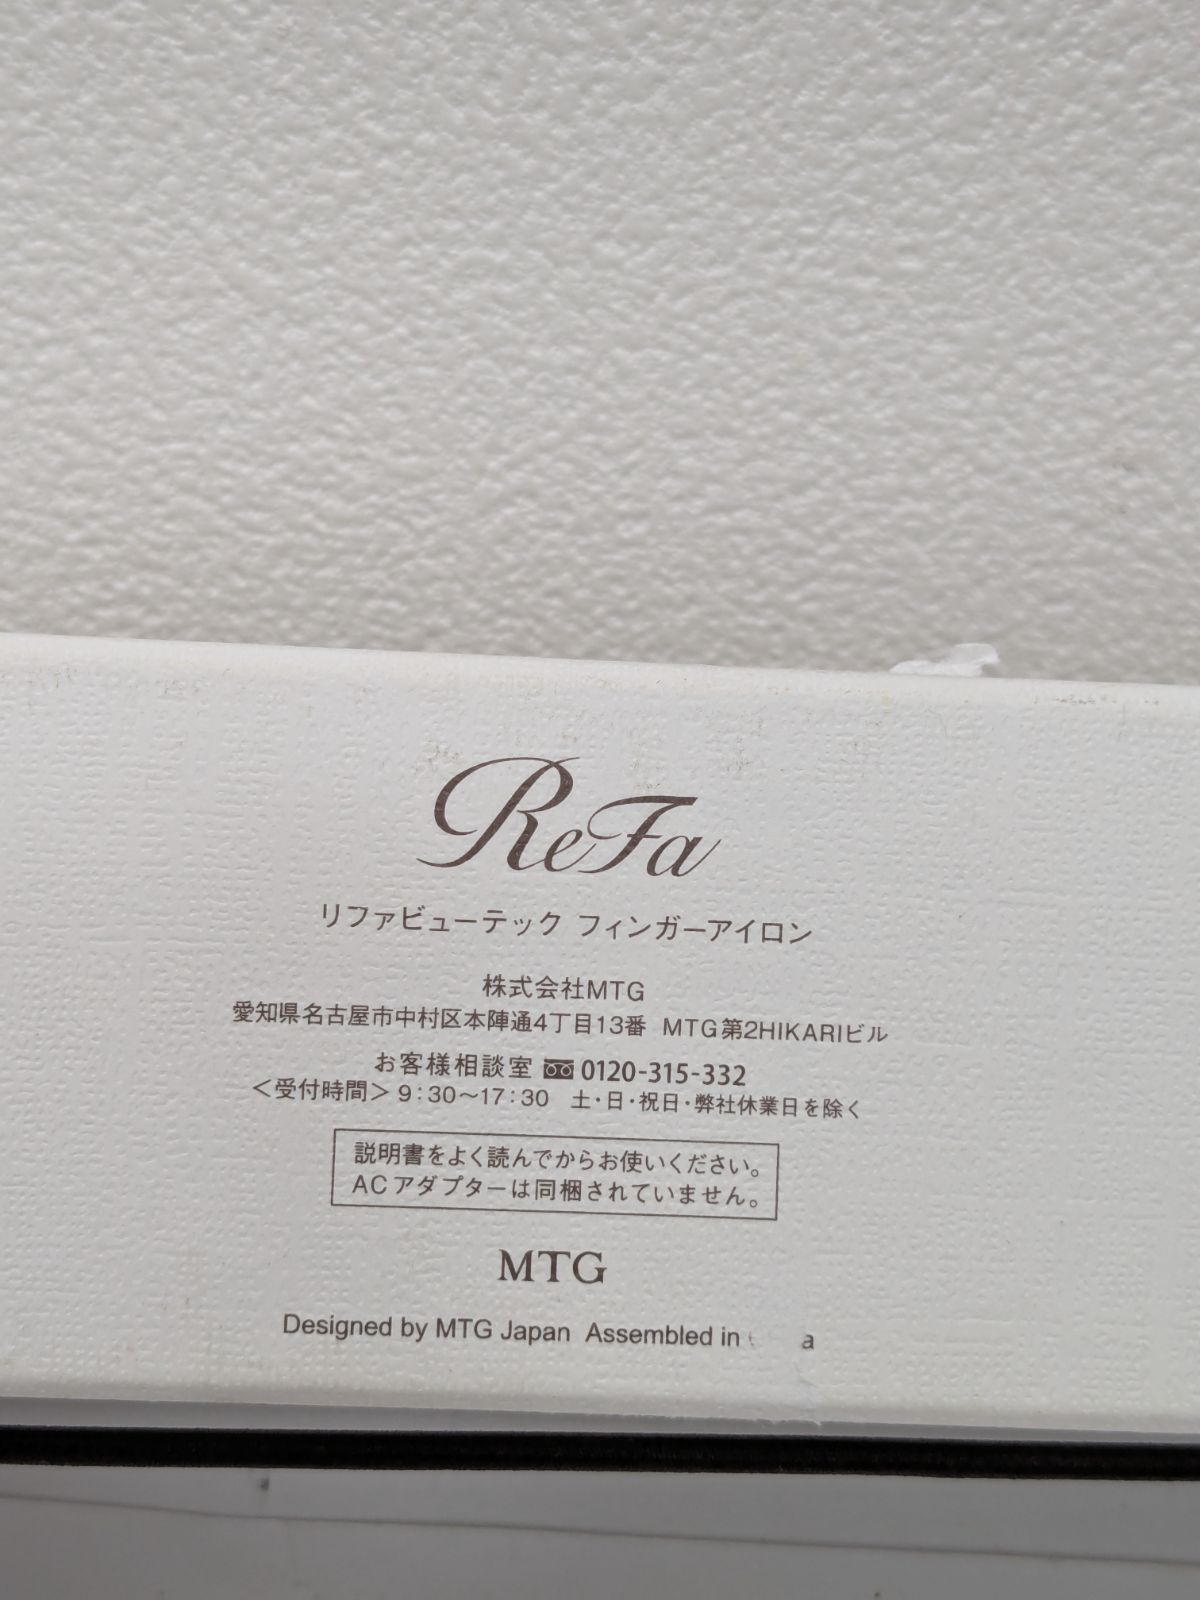 ReFa
リファビューテック フィンガーアイロン
株式会社MTG
愛知県名古屋市中村区本陣通4丁目13番 MTG第2HIKARIビル
お客様相談室 0120-315-332
＜受付時間＞ 9:30〜17:30 土・日・祝日・弊社休業日を除く
説明書をよく読んでからお使いください。
ACアダプターは同梱されていません。
MTG
Designed by MTG Japan Assembled in